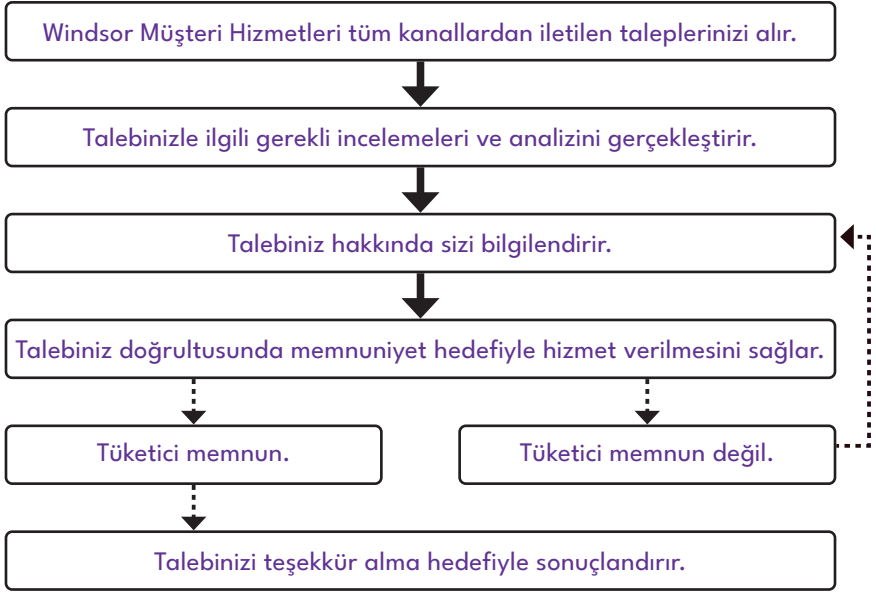 Windsor Müşteri Hizmetleri tüm kanallardan iletilen taleplerinizi alır.
Talebinizle ilgili gerekli incelemeleri ve analizini gerçekleştirir.
Talebiniz hakkında sizi bilgilendirir.
Talebiniz doğrultusunda memnuniyet hedefiyle hizmet verilmesini sağlar.
Tüketici memnun.
Tüketici memnun değil.
Talebinizi teşekkür alma hedefiyle sonuçlandırır.